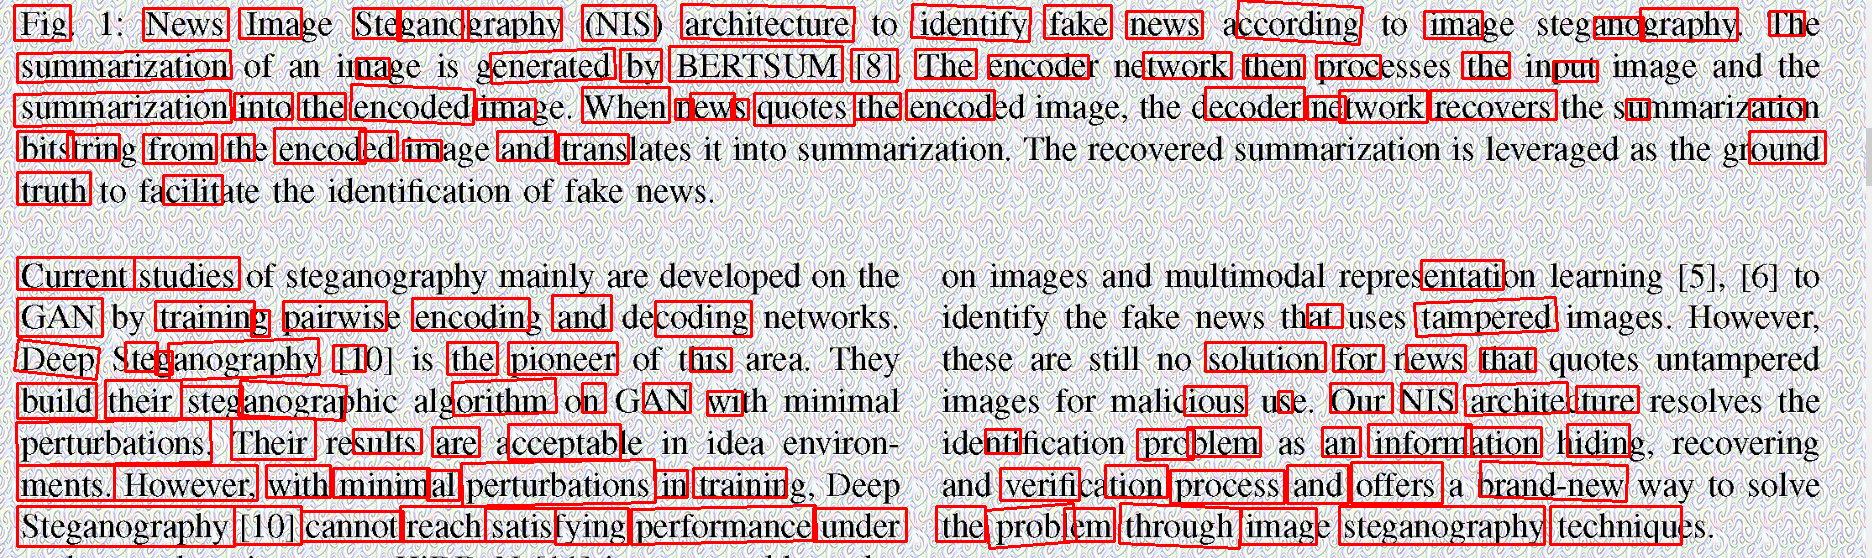 Fig. 1: News Image Steganography (NIS) architecture to identify fake news according to image steganography. The
summarization of an image is generated by BERTSUM [8]. The encoder network then processes the input image and the
summarization into the encoded image. When news quotes the encoded image, the decoder network recovers the summarization
bitstring from the encoded image and translates it into summarization. The recovered summarization is leveraged as the ground
truth to facilitate the identification of fake news.
Current studies of steganography mainly are developed on the
GAN by training pairwise encoding and decoding networks.
Deep Steganography [10] is the pioneer of this area. They
build their steganographic algorithm on GAN with minimal
perturbations. Their results are acceptable in idea environ-
ments. However, with minimal perturbations in training, Deep
Steganography [10] cannot reach satisfying performance under
on images and multimodal representation learning [5], [6] to
identify the fake news that uses tampered images. However,
these are still no solution for news that quotes untampered
images for malicious use. Our NIS architecture resolves the
identification problem as an information hiding, recovering
and verification process and offers a brand-new way to solve
the problem through image steganography techniques.